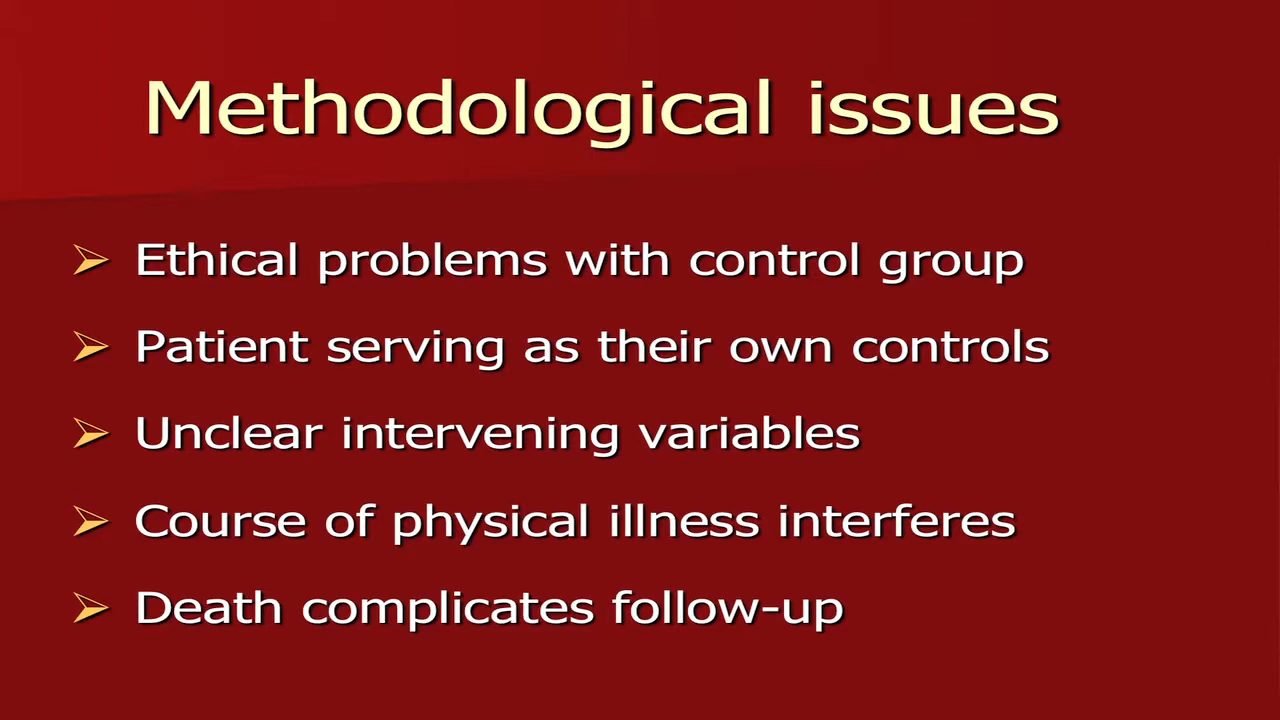 Methodological issues
Ethical problems with control group
Patient serving as their own controls
Unclear intervening variables
Course of physical illness interferes
Death complicates follow-up